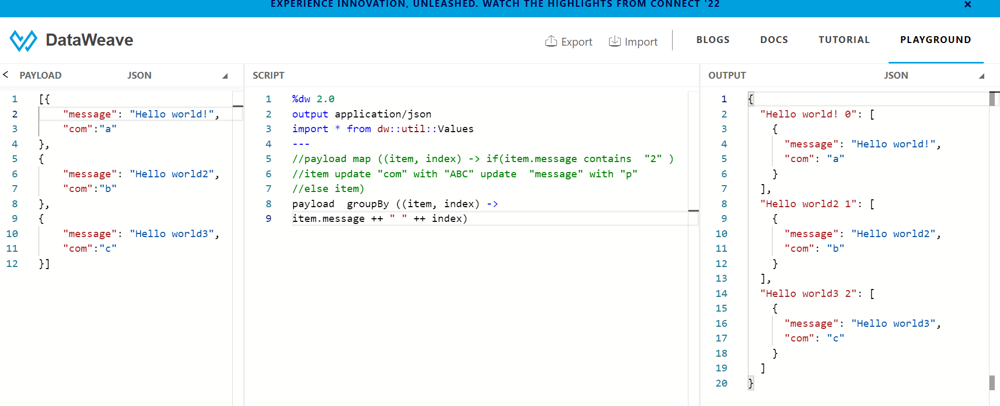 EXPERIENCE INNOVATION, UNLEASHED. WATCH THE HIGHLIGHTS FROM CONNECT '22 ×
DataWeave
Export Import BLOGS DOCS TUTORIAL PLAYGROUND
< PAYLOAD JSON
1 [{
2 "message": "Hello world!",
3 "com":"a"
4 },
5 {
6 "message": "Hello world2",
7 "com":"b"
8 },
9 {
10 "message": "Hello world3",
11 "com":"c"
12 }]
SCRIPT
1 %dw 2.0
2 output application/json
3 import * from dw::util::Values
4 ---
5 //payload map ((item, index) -> if(item.message contains  "2" )
6 //item update "com" with "ABC" update  "message" with "p"
7 //else item)
8 payload  groupBy ((item, index) ->
9 item.message ++ " " ++ index)
OUTPUT JSON
1 {
2 "Hello world! 0": [
3 {
4 "message": "Hello world!",
5 "com": "a"
6 }
7 ],
8 "Hello world2 1": [
9 {
10 "message": "Hello world2",
11 "com": "b"
12 }
13 ],
14 "Hello world3 2": [
15 {
16 "message": "Hello world3",
17 "com": "c"
18 }
19 ]
20 }